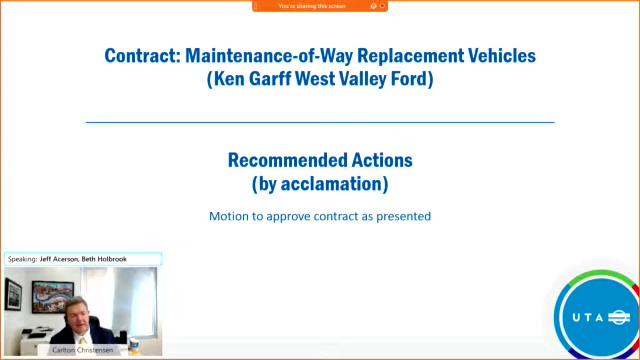 You're sharing this screen
Contract: Maintenance-of-Way Replacement Vehicles
(Ken Garff West Valley Ford)
Recommended Actions
(by acclamation)
Motion to approve contract as presented
Speaking: Jeff Acerson, Beth Holbrook
Carlton Christensen
UTA